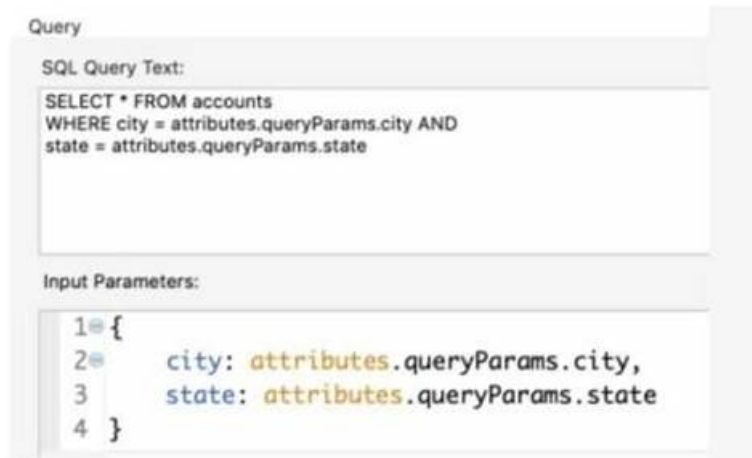 Query
SQL Query Text:
SELECT * FROM accounts
WHERE city = attributes.queryParams.city AND
state = attributes.queryParams.state
Input Parameters:
1 {
2 city: attributes.queryParams.city,
3 state: attributes.queryParams.state
4 }